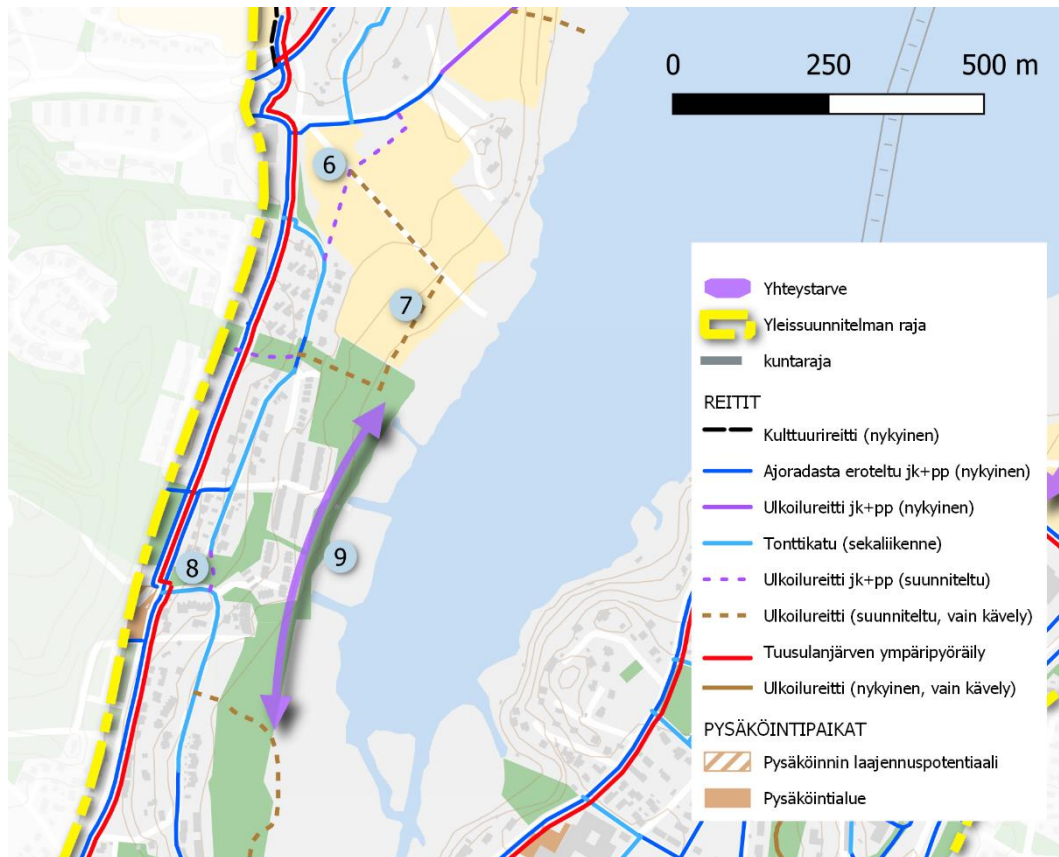 0 250 500 m
6
7
8
9
Yhteystarve
Yleissuunnitelman raja
kuntaraja
REITIT
Kulttuurireitti (nykyinen)
Ajoradasta eroteltu jk+pp (nykyinen)
Ulkoilureitti jk+pp (nykyinen)
Tonttikatu (sekaliikenne)
Ulkoilureitti jk+pp (suunniteltu)
Ulkoilureitti (suunniteltu, vain kävely)
Tuusulanjärven ympäripyöräily
Ulkoilureitti (nykyinen, vain kävely)
PYSÄKÖINTIPAIKAT
Pysäköinnin laajennuspotentiaali
Pysäköintialue